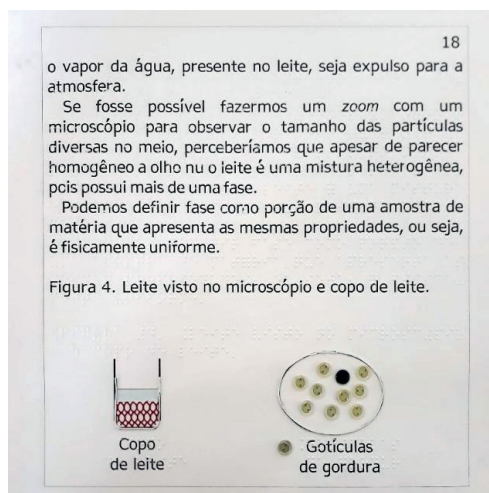 18
o vapor da água, presente no leite, seja expulso para a
atmosfera.
Se fosse possível fazermos um zoom com um
microscópio para observar o tamanho das partículas
diversas no meio, perceberíamos que apesar de parecer
homogêneo a olho nu o leite é uma mistura heterogênea,
pois possui mais de uma fase.
Podemos definir fase como porção de uma amostra de
matéria que apresenta as mesmas propriedades, ou seja,
é fisicamente uniforme.
Figura 4. Leite visto no microscópio e copo de leite.
Copo
de leite
Gotículas
de gordura